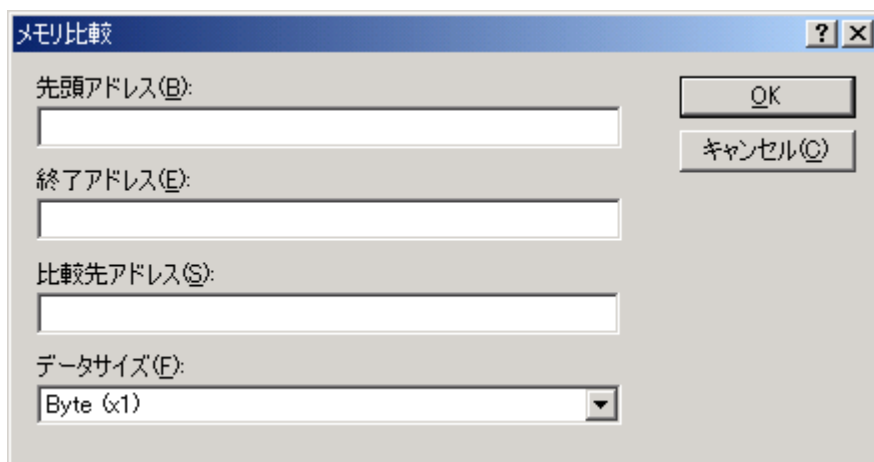 メモリ比較
先頭アドレス(B):
OK
キャンセル(C)
終了アドレス(E):
比較先アドレス(S):
データサイズ(F):
Byte (x1)